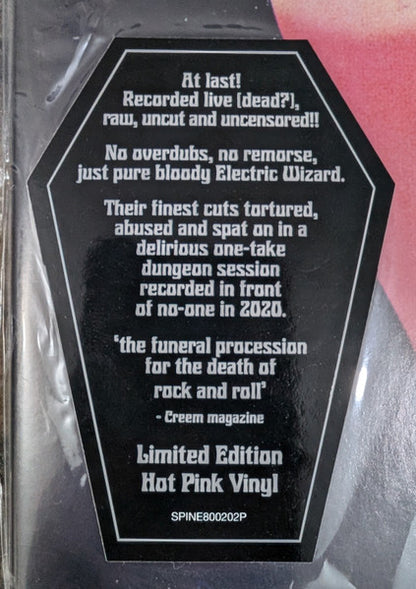 At last!
Recorded live (dead?),
raw, uncut and uncensored!!
No overdubs, no remorse,
just pure bloody Electric Wizard.
Their finest cuts tortured,
abused and spat on in a
delirious one-take
dungeon session
recorded in front
of no-one in 2020.
'the funeral procession
for the death of
rock and roll'
- Creem magazine
Limited Edition
Hot Pink Vinyl
SPINE800202P